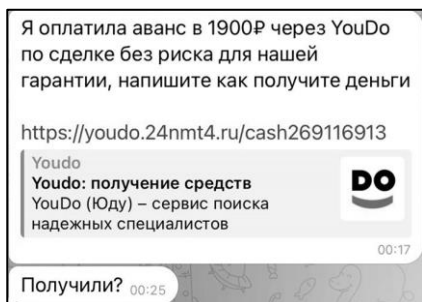 Я оплатила аванс в 1900₽ через YouDo
по сделке без риска для нашей
гарантии, напишите как получите деньги
https://youdo.24nmt4.ru/cash269116913
Youdo
Youdo: получение средств
YouDo (Юду) – сервис поиска
надежных специалистов
DO
00:17
Получили? 00:25